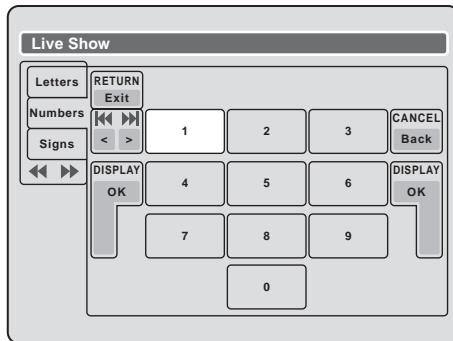 Live Show
Letters
Numbers
Signs
RETURN
Exit
< >
1 2 3
CANCEL
Back
DISPLAY
OK
4 5 6
DISPLAY
OK
7 8 9
0